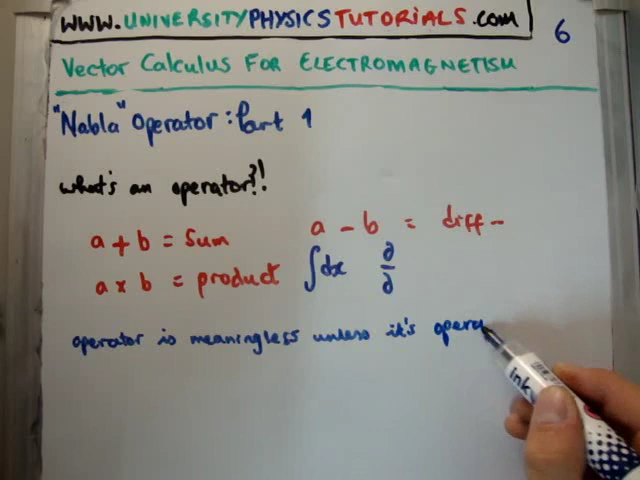 WWW.UNIVERSITYPHYSICSTUTORIALS.com
6
Vector Calculus FOR ELECTROMAGNETISM
"Nabla" Operator: Part 1
what's an operator?!
a + b = Sum
a - b = diff -
a x b = product
∫dx ∂/∂
operator is meaningless unless it's opera
ink